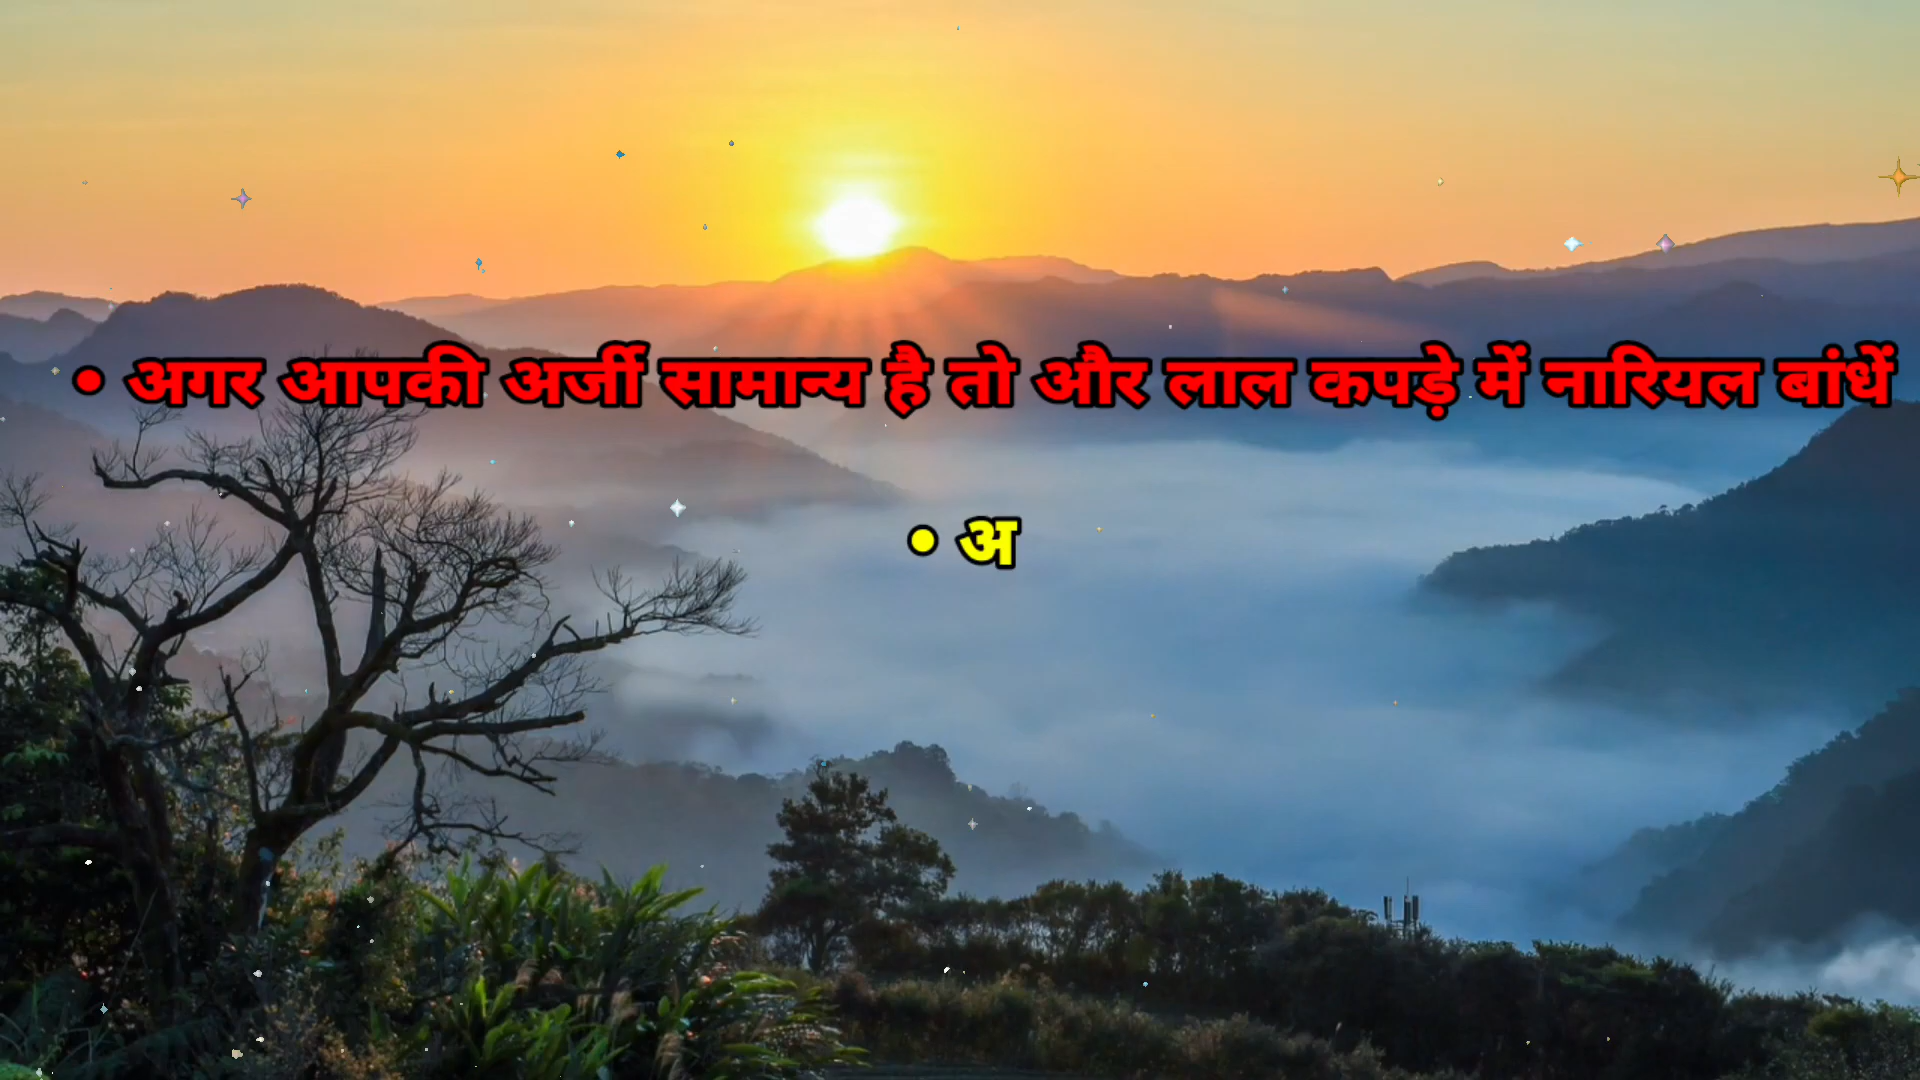 • अगर आपकी अर्जी सामान्य है तो और लाल कपड़े में नारियल बांधें
• अ